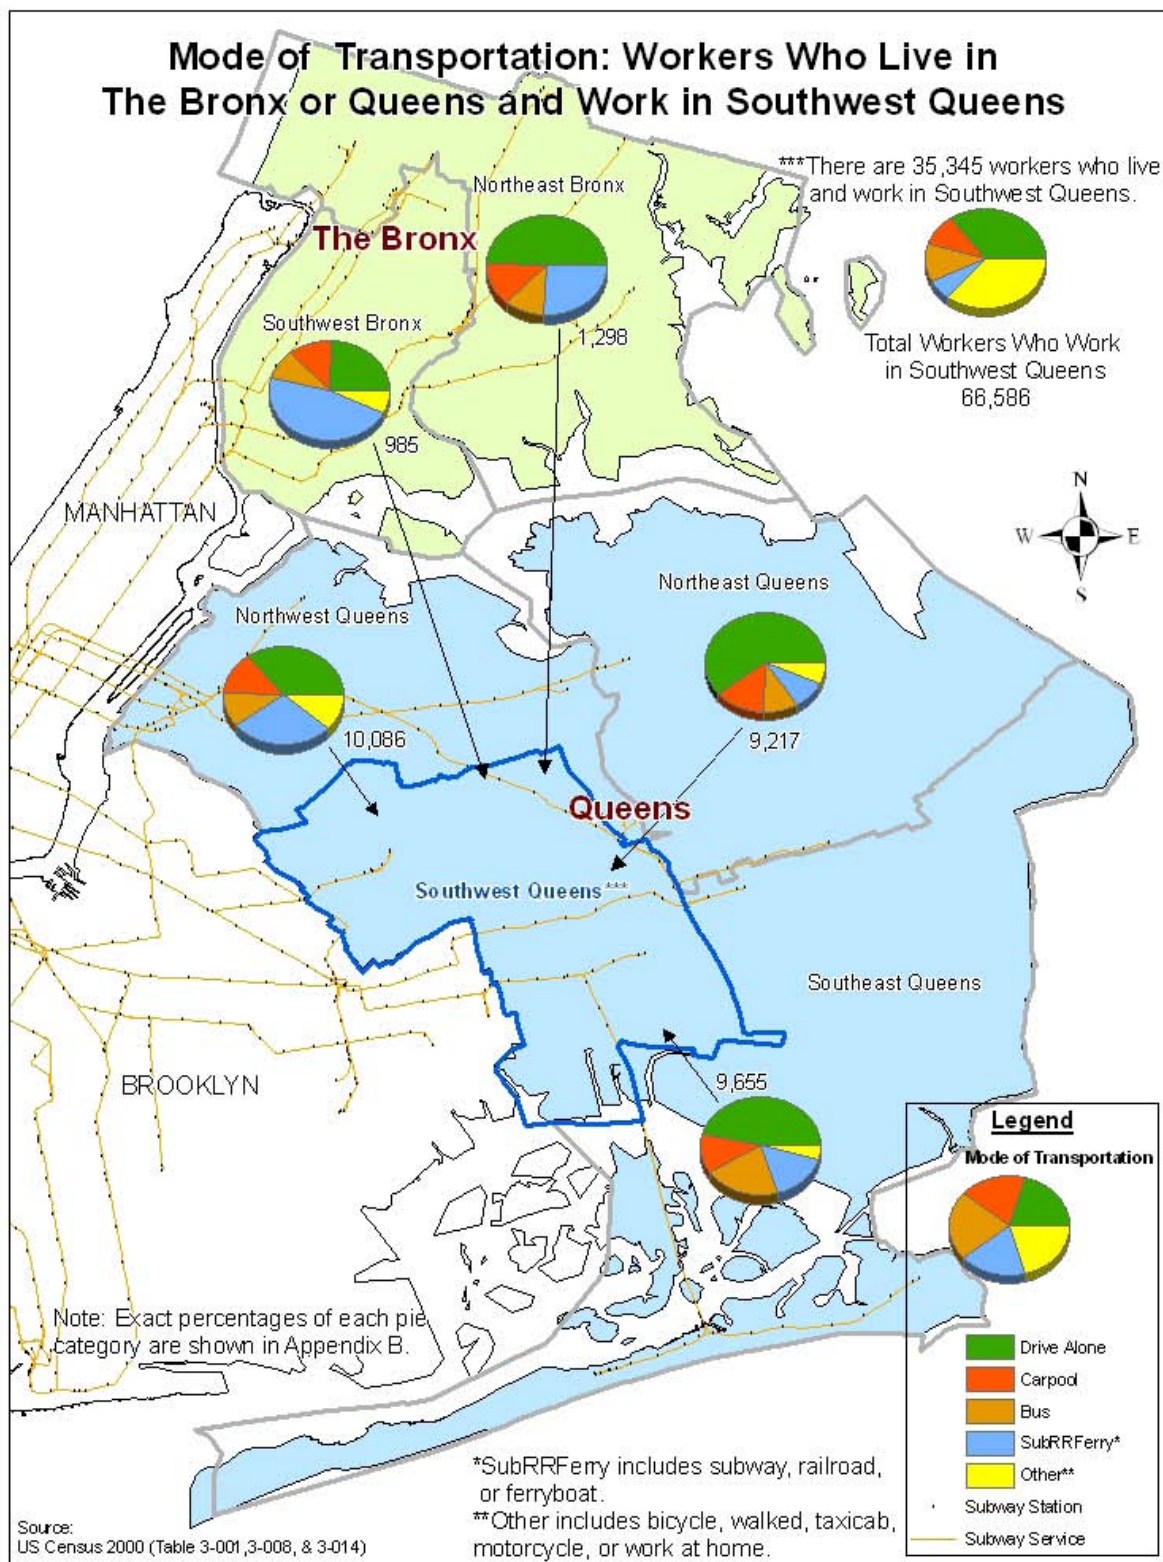 Mode of Transportation: Workers Who Live in
The Bronx or Queens and Work in Southwest Queens
***There are 35,345 workers who live
and work in Southwest Queens.
Northeast Bronx
The Bronx
Southwest Bronx
1,298
985
Total Workers Who Work
in Southwest Queens
66,586
MANHATTAN
N
W
E
S
Northeast Queens
Northwest Queens
10,086
9,217
Queens
Southwest Queens***
Southeast Queens
BROOKLYN
9,655
Legend
Mode of Transportation
Drive Alone
Carpool
Bus
SubRRFerry*
Other**
Subway Station
Subway Service
Note: Exact percentages of each pie
category are shown in Appendix B.
*SubRRFerry includes subway, railroad,
or ferryboat.
**Other includes bicycle, walked, taxicab,
motorcycle, or work at home.
Source:
US Census 2000 (Table 3-001,3-008, & 3-014)